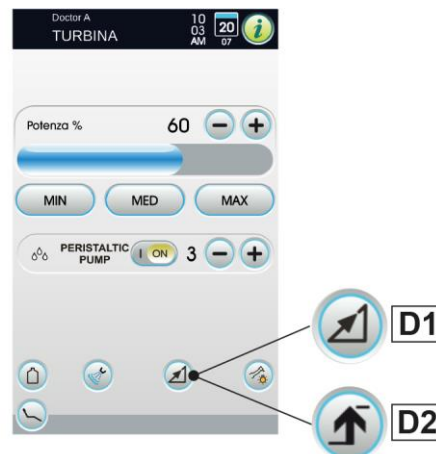 Doctor A
TURBINA
10
03
AM
20
07
i
Potenza %
60
MIN
MED
MAX
PERISTALTIC
PUMP
I ON
3
D1
D2